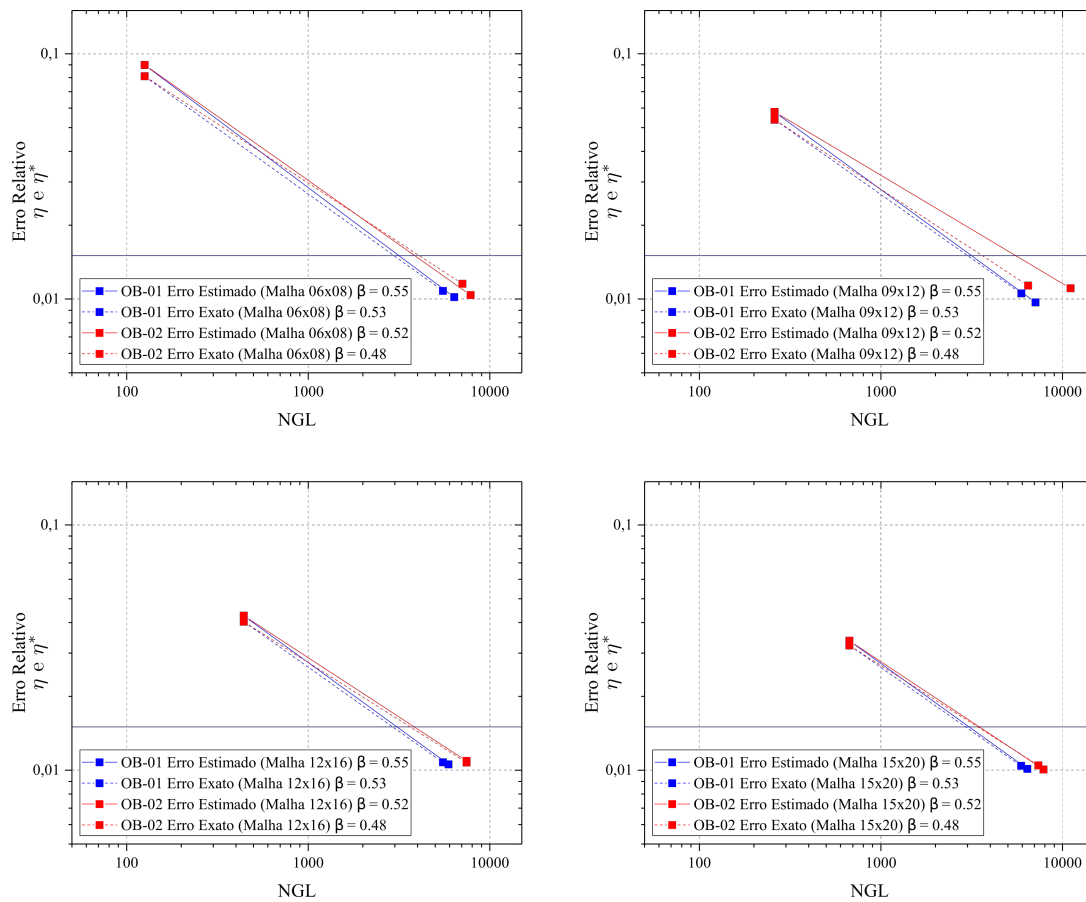 0,1
0,01
Erro Relativo
η e η*
OB-01 Erro Estimado (Malha 06x08) β = 0.55
OB-01 Erro Exato (Malha 06x08) β = 0.53
OB-02 Erro Estimado (Malha 06x08) β = 0.52
OB-02 Erro Exato (Malha 06x08) β = 0.48
100 1000 10000
NGL
0,1
0,01
Erro Relativo
η e η*
OB-01 Erro Estimado (Malha 09x12) β = 0.55
OB-01 Erro Exato (Malha 09x12) β = 0.53
OB-02 Erro Estimado (Malha 09x12) β = 0.52
OB-02 Erro Exato (Malha 09x12) β = 0.48
100 1000 10000
NGL
0,1
0,01
Erro Relativo
η e η*
OB-01 Erro Estimado (Malha 12x16) β = 0.55
OB-01 Erro Exato (Malha 12x16) β = 0.53
OB-02 Erro Estimado (Malha 12x16) β = 0.52
OB-02 Erro Exato (Malha 12x16) β = 0.48
100 1000 10000
NGL
0,1
0,01
Erro Relativo
η e η*
OB-01 Erro Estimado (Malha 15x20) β = 0.55
OB-01 Erro Exato (Malha 15x20) β = 0.53
OB-02 Erro Estimado (Malha 15x20) β = 0.52
OB-02 Erro Exato (Malha 15x20) β = 0.48
100 1000 10000
NGL